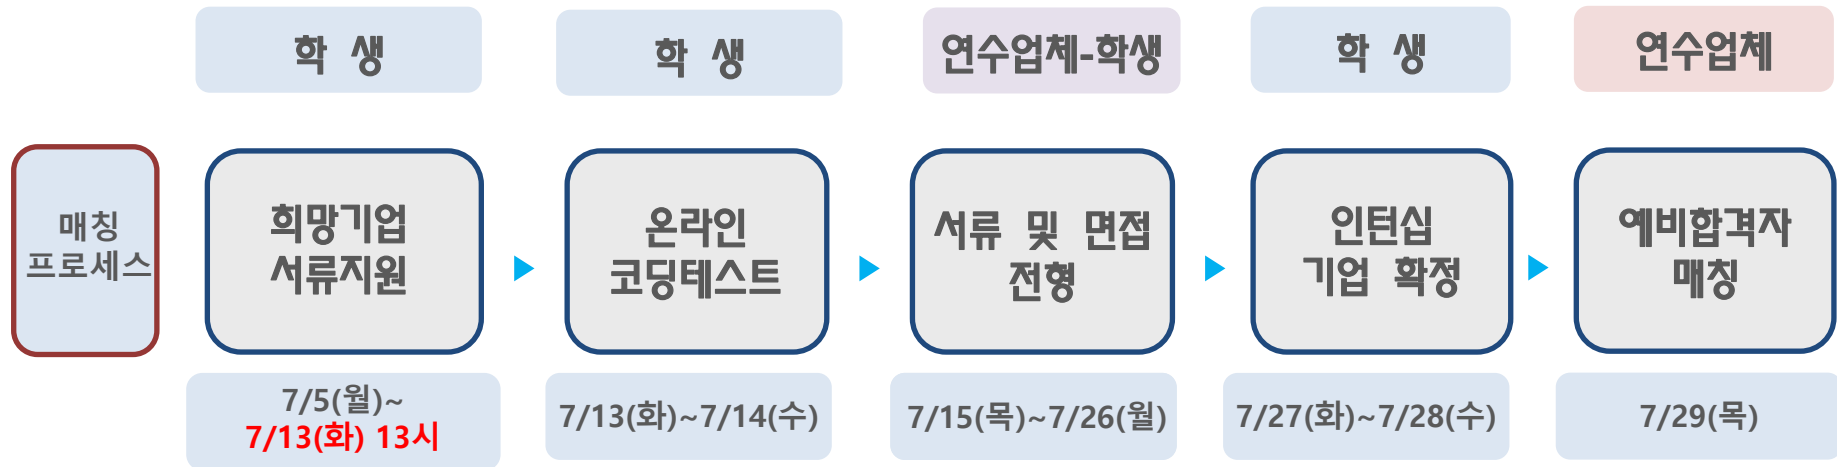 학 생
학 생
연수업체-학생
학 생
연수업체
매칭
프로세스
희망기업
서류지원
온라인
코딩테스트
서류 및 면접
전형
인턴십
기업 확정
예비합격자
매칭
7/5(월)~
7/13(화) 13시
7/13(화)~7/14(수)
7/15(목)~7/26(월)
7/27(화)~7/28(수)
7/29(목)